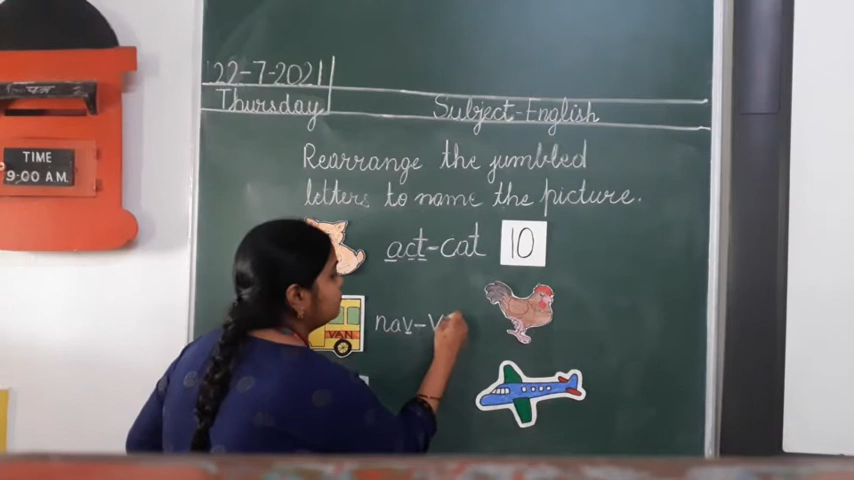 22-7-2021
Thursday
Subject-English
Rearrange the jumbled
letters to name the picture.
act-cat
10
nav-v
VAN
TIME
9:00 A.M.